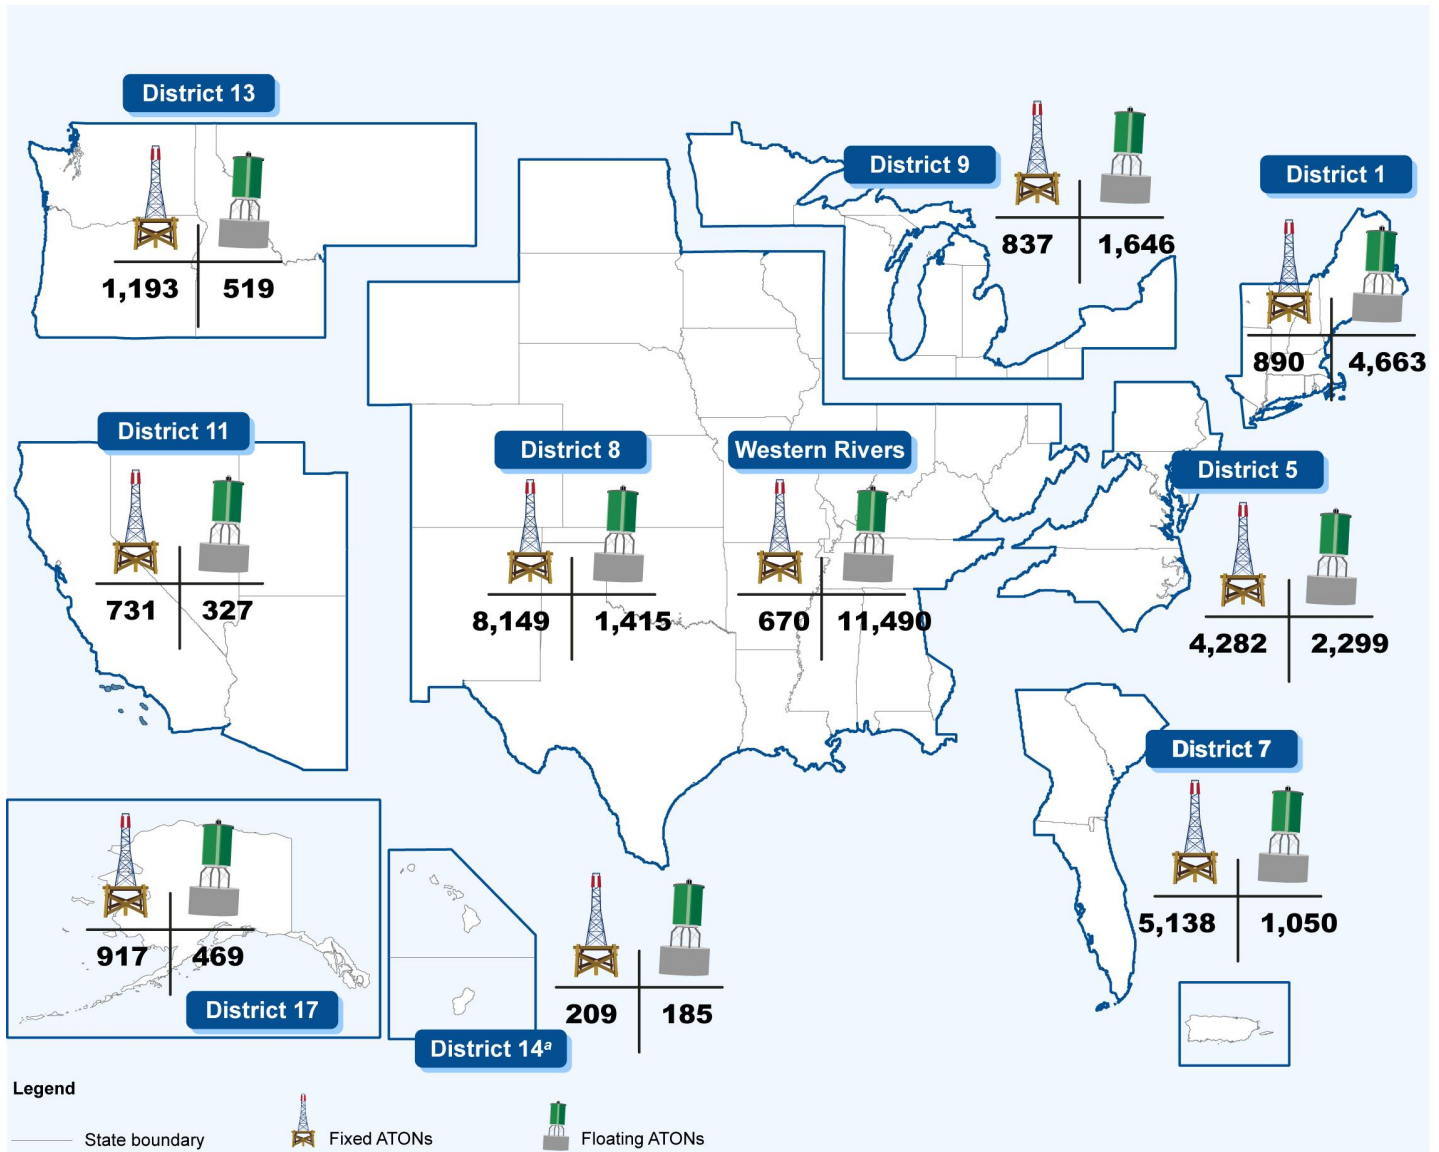 District 13
1,193 519
District 9
837 1,646
District 1
890 4,663
District 11
731 327
District 8
8,149 1,415
Western Rivers
670 11,490
District 5
4,282 2,299
District 7
5,138 1,050
917 469
District 17
209 185
District 14a
Legend
State boundary
Fixed ATONs
Floating ATONs